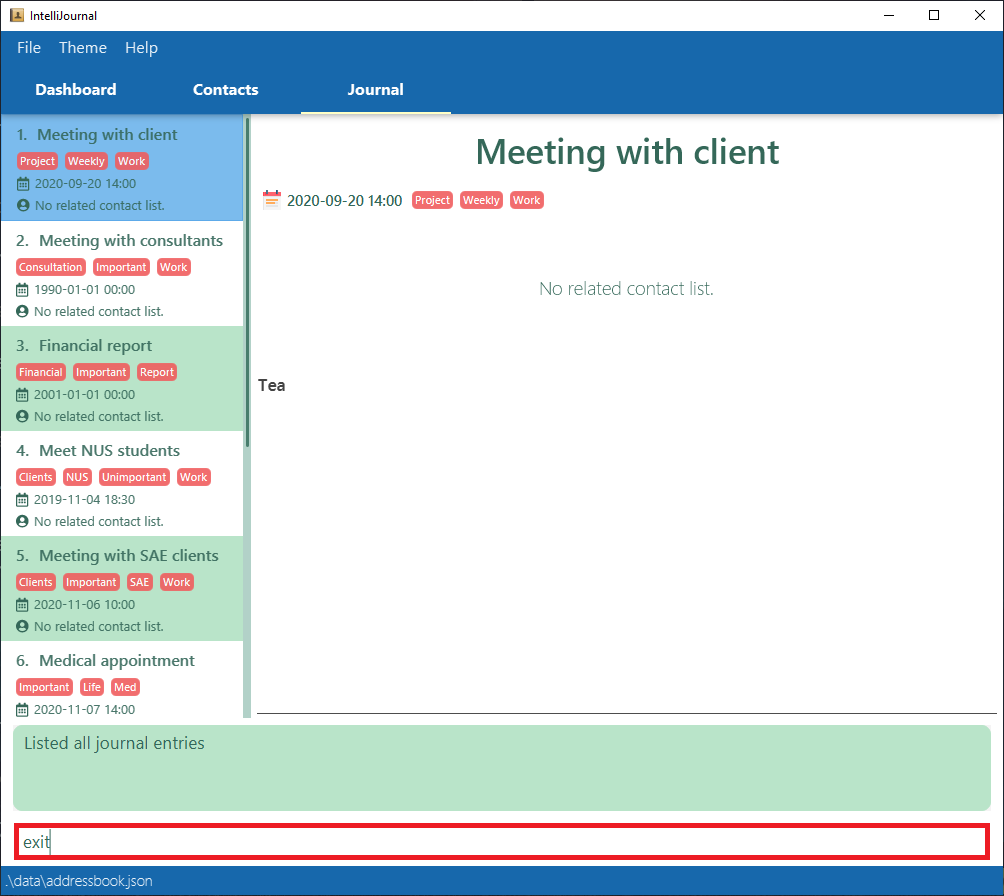 IntelliJournal
File Theme Help
Dashboard Contacts Journal
1. Meeting with client
Project Weekly Work
2020-09-20 14:00
No related contact list.
2. Meeting with consultants
Consultation Important Work
1990-01-01 00:00
No related contact list.
3. Financial report
Financial Important Report
2001-01-01 00:00
No related contact list.
4. Meet NUS students
Clients NUS Unimportant Work
2019-11-04 18:30
No related contact list.
5. Meeting with SAE clients
Clients Important SAE Work
2020-11-06 10:00
No related contact list.
6. Medical appointment
Important Life Med
2020-11-07 14:00
Meeting with client
2020-09-20 14:00 Project Weekly Work
No related contact list.
Tea
Listed all journal entries
exit
.\data\addressbook.json